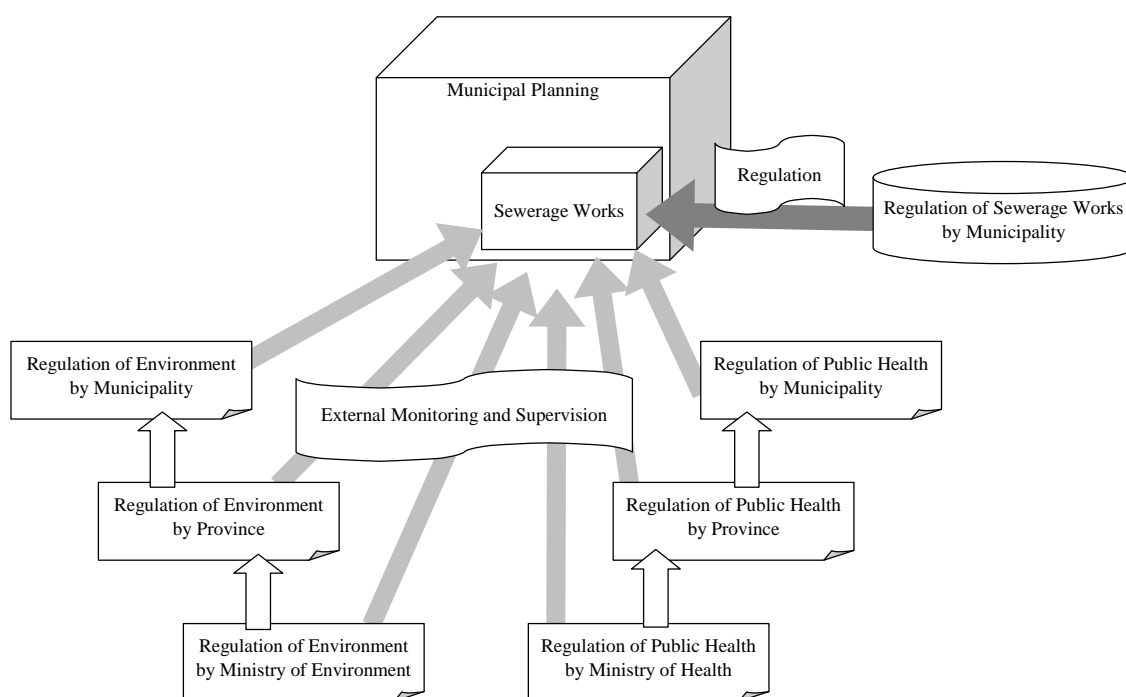 Municipal Planning
Regulation
Sewerage Works
Regulation of Sewerage Works
by Municipality
Regulation of Environment
by Municipality
Regulation of Public Health
by Municipality
External Monitoring and Supervision
Regulation of Environment
by Province
Regulation of Public Health
by Province
Regulation of Environment
by Ministry of Environment
Regulation of Public Health
by Ministry of Health